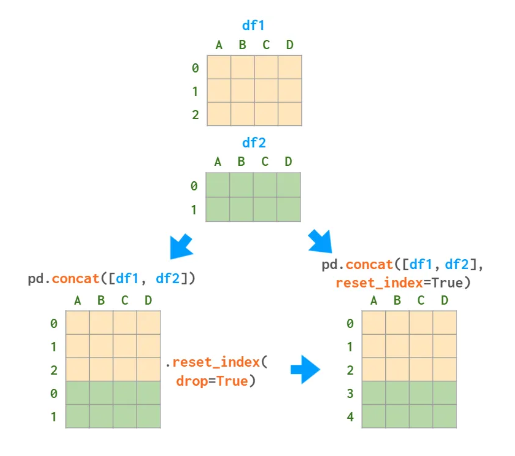 df1
A B C D
0
1
2
df2
A B C D
0
1
pd.concat([df1, df2])
A B C D
0
1
2
0
1
.reset_index(
drop=True)
pd.concat([df1, df2],
reset_index=True)
A B C D
0
1
2
3
4